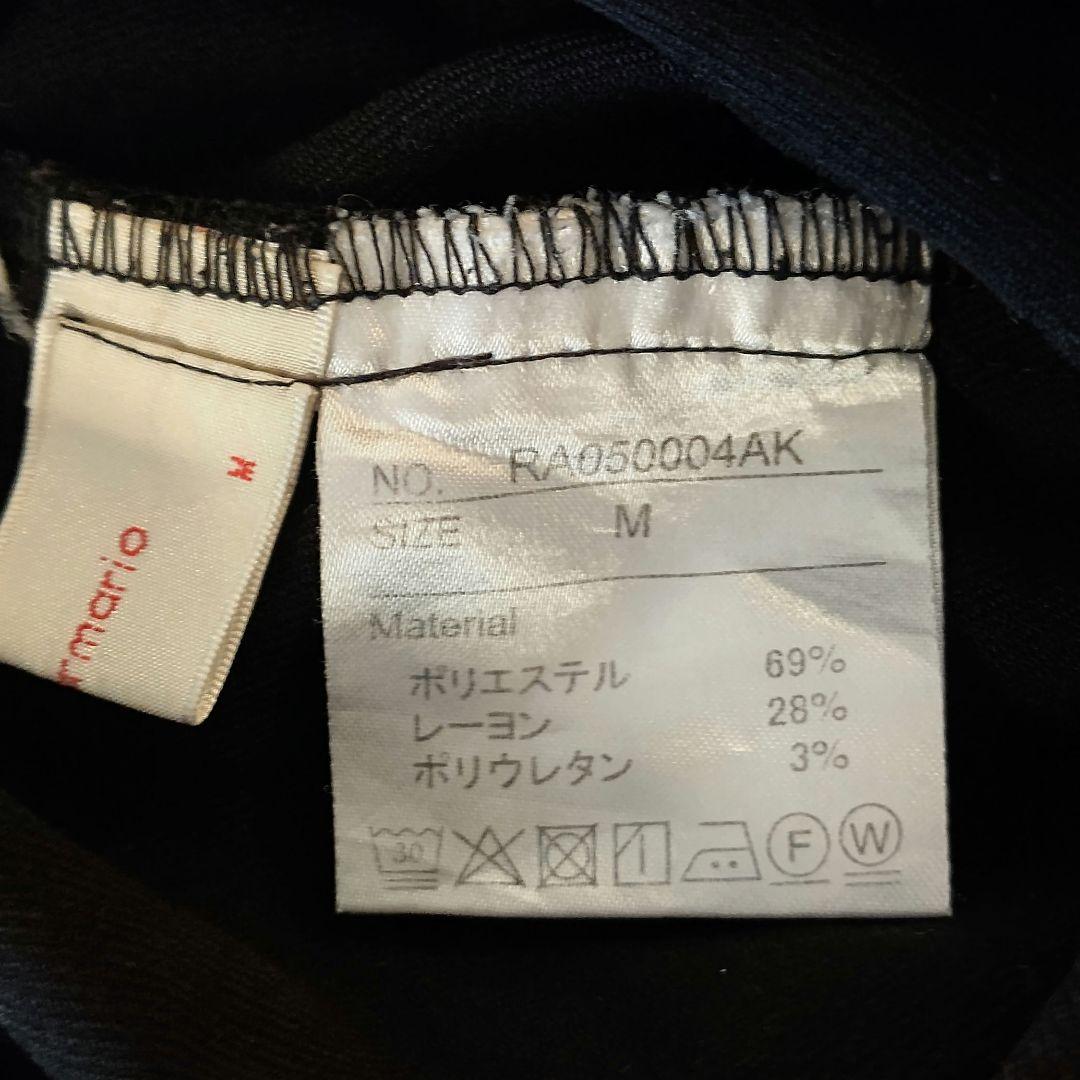 M
NO. RA050004AK
SIZE M
Material
ポリエステル 69%
レーヨン 28%
ポリウレタン 3%
30
F
W